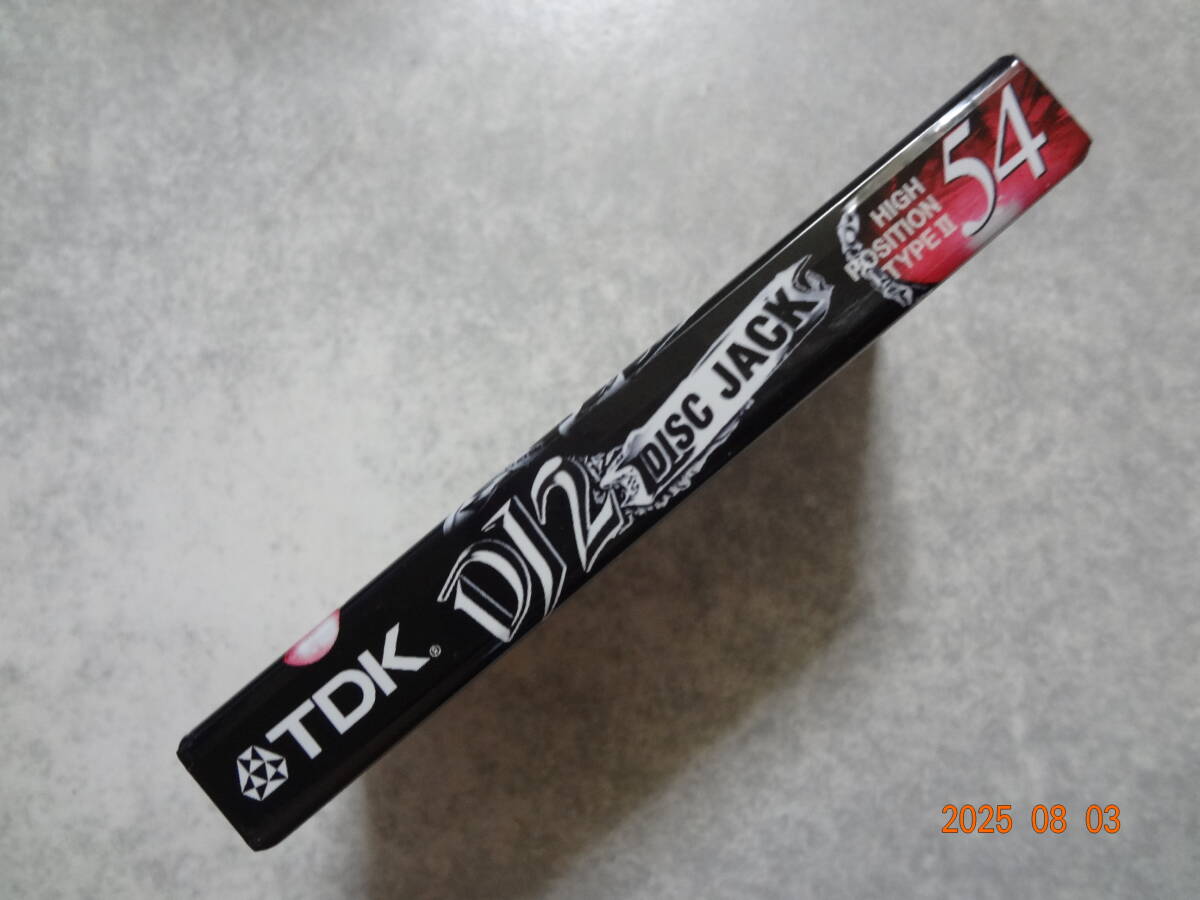 TDK®
DJ2
DISC JACK
HIGH
POSITION
TYPE II
54
2025 08 03